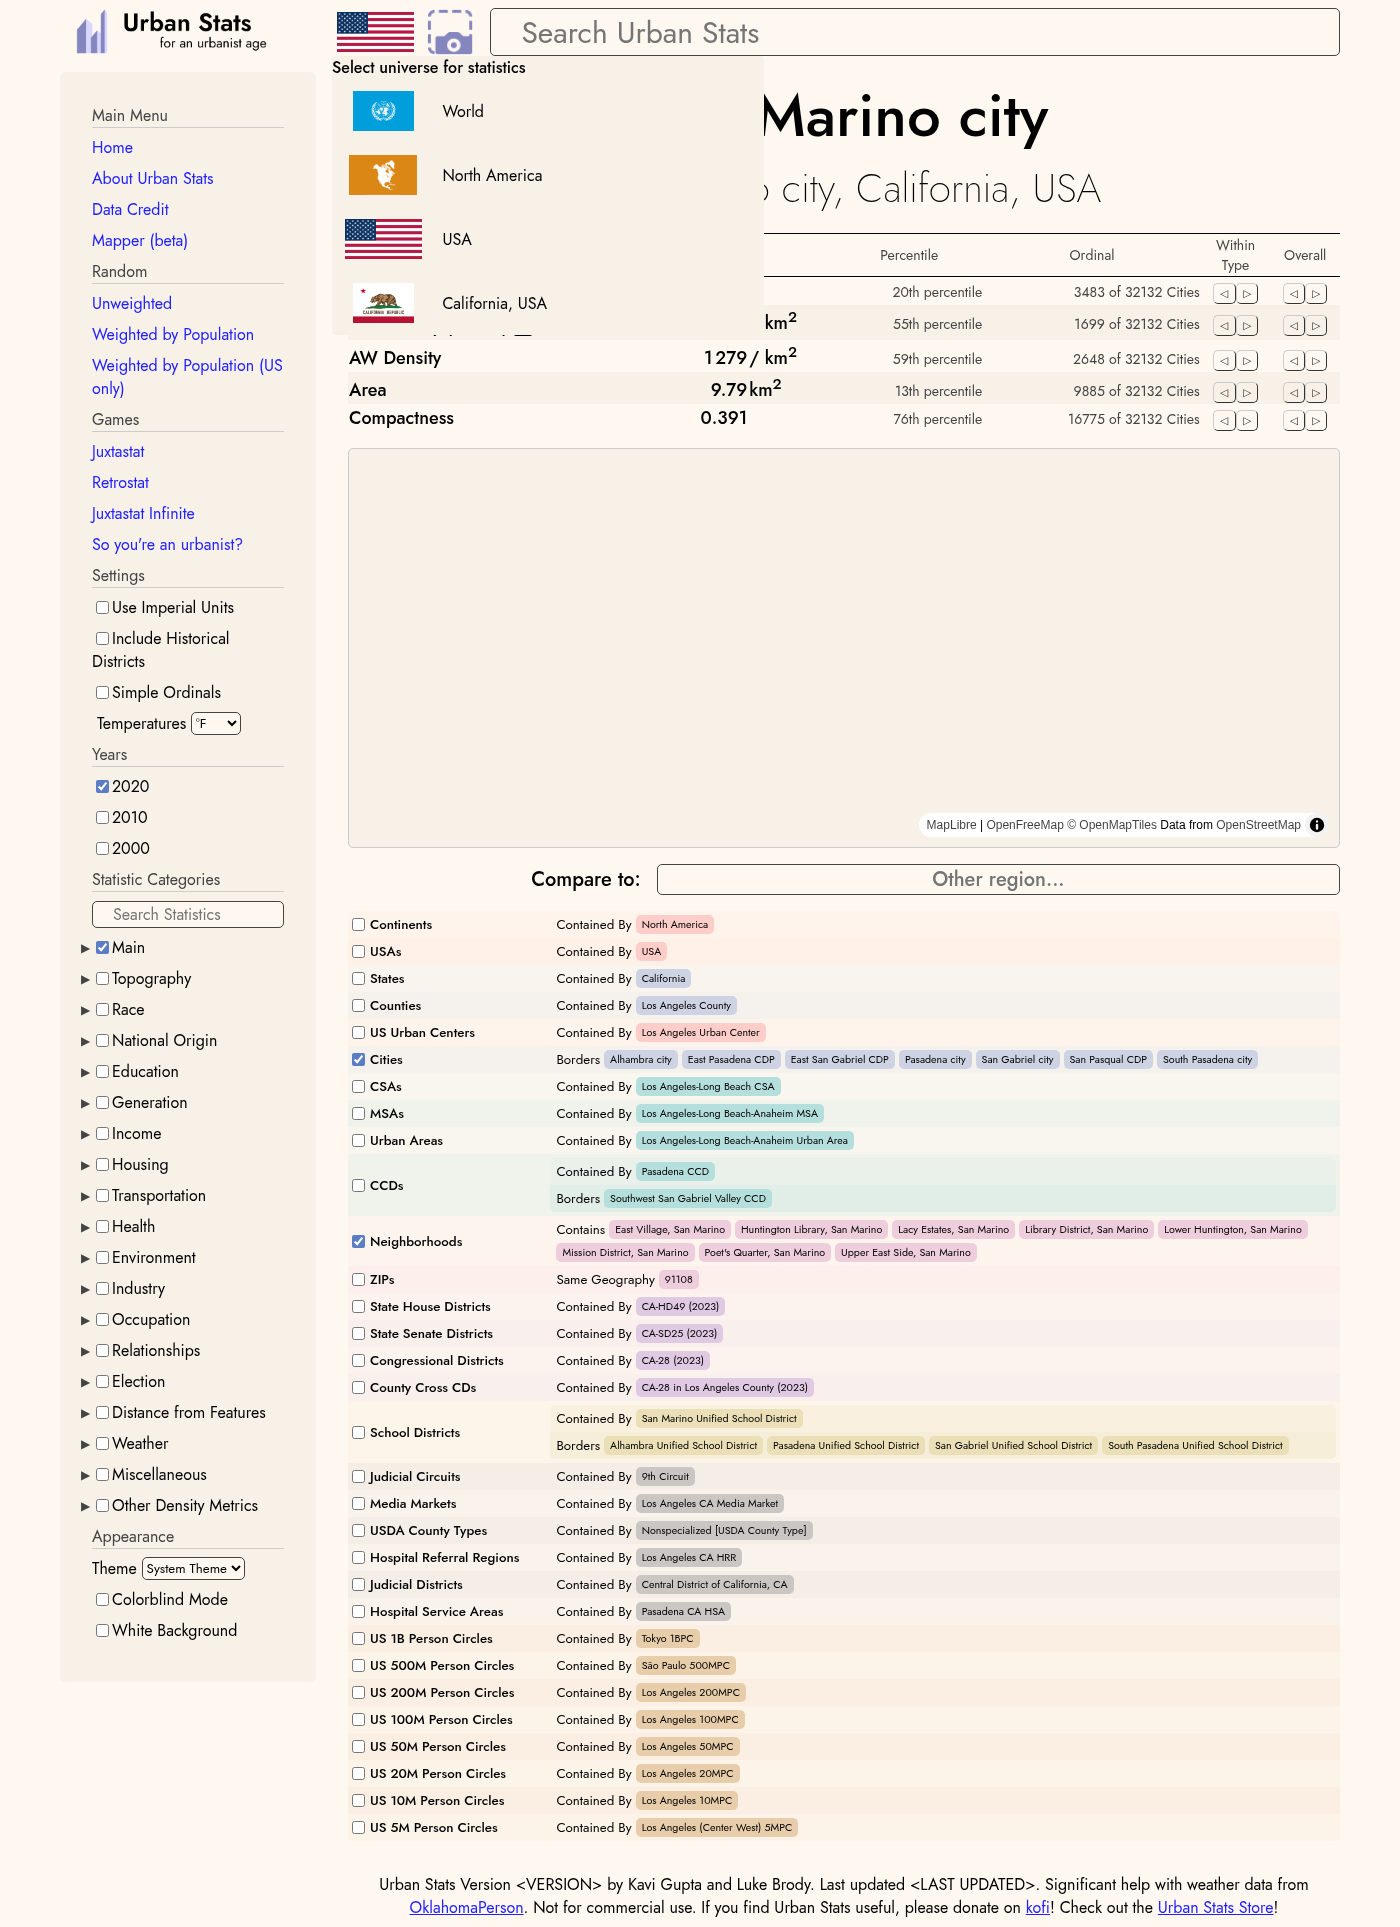 Urban Stats
for an urbanist age
Search Urban Stats
Select universe for statistics
World
North America
USA
California, USA
Marino city
city, California, USA
Main Menu
Home
About Urban Stats
Data Credit
Mapper (beta)
Random
Unweighted
Weighted by Population
Weighted by Population (US
only)
Games
Juxtastat
Retrostat
Juxtastat Infinite
So you're an urbanist?
Settings
Use Imperial Units
Include Historical
Districts
Simple Ordinals
Temperatures °F
Years
2020
2010
2000
Statistic Categories
Search Statistics
Main
Topography
Race
National Origin
Education
Generation
Income
Housing
Transportation
Health
Environment
Industry
Occupation
Relationships
Election
Distance from Features
Weather
Miscellaneous
Other Density Metrics
Appearance
Theme System Theme
Colorblind Mode
White Background
Percentile Ordinal Within Type Overall
20th percentile 3483 of 32132 Cities
km2 55th percentile 1699 of 32132 Cities
AW Density 1 279 / km2 59th percentile 2648 of 32132 Cities
Area 9.79 km2 13th percentile 9885 of 32132 Cities
Compactness 0.391 76th percentile 16775 of 32132 Cities
MapLibre | OpenFreeMap © OpenMapTiles Data from OpenStreetMap
Compare to: Other region...
Continents Contained By North America
USAs Contained By USA
States Contained By California
Counties Contained By Los Angeles County
US Urban Centers Contained By Los Angeles Urban Center
Cities Borders Alhambra city East Pasadena CDP East San Gabriel CDP Pasadena city San Gabriel city San Pasqual CDP South Pasadena city
CSAs Contained By Los Angeles-Long Beach CSA
MSAs Contained By Los Angeles-Long Beach-Anaheim MSA
Urban Areas Contained By Los Angeles-Long Beach-Anaheim Urban Area
CCDs Contained By Pasadena CCD
Borders Southwest San Gabriel Valley CCD
Neighborhoods Contains East Village, San Marino Huntington Library, San Marino Lacy Estates, San Marino Library District, San Marino Lower Huntington, San Marino
Mission District, San Marino Poet's Quarter, San Marino Upper East Side, San Marino
ZIPs Same Geography 91108
State House Districts Contained By CA-HD49 (2023)
State Senate Districts Contained By CA-SD25 (2023)
Congressional Districts Contained By CA-28 (2023)
County Cross CDs Contained By CA-28 in Los Angeles County (2023)
School Districts Contained By San Marino Unified School District
Borders Alhambra Unified School District Pasadena Unified School District San Gabriel Unified School District South Pasadena Unified School District
Judicial Circuits Contained By 9th Circuit
Media Markets Contained By Los Angeles CA Media Market
USDA County Types Contained By Nonspecialized [USDA County Type]
Hospital Referral Regions Contained By Los Angeles CA HRR
Judicial Districts Contained By Central District of California, CA
Hospital Service Areas Contained By Pasadena CA HSA
US 1B Person Circles Contained By Tokyo 1BPC
US 500M Person Circles Contained By São Paulo 500MPC
US 200M Person Circles Contained By Los Angeles 200MPC
US 100M Person Circles Contained By Los Angeles 100MPC
US 50M Person Circles Contained By Los Angeles 50MPC
US 20M Person Circles Contained By Los Angeles 20MPC
US 10M Person Circles Contained By Los Angeles 10MPC
US 5M Person Circles Contained By Los Angeles (Center West) 5MPC
Urban Stats Version <VERSION> by Kavi Gupta and Luke Brody. Last updated <LAST UPDATED>. Significant help with weather data from
OklahomaPerson. Not for commercial use. If you find Urban Stats useful, please donate on kofi! Check out the Urban Stats Store!